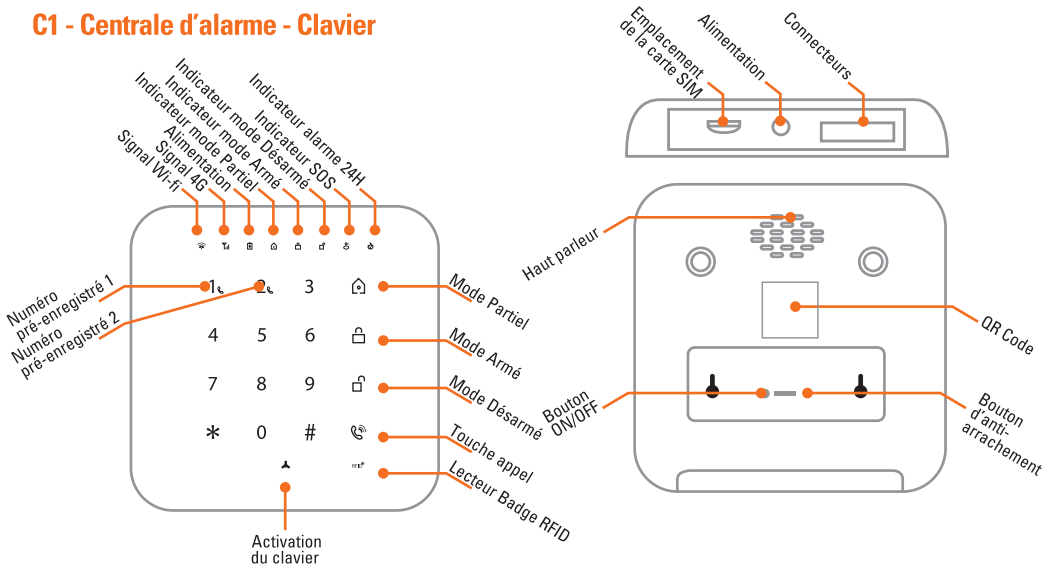 C1 - Centrale d'alarme - Clavier
Signal Wi-fi
Signal 4G
Alimentation
Indicateur mode Partiel
Indicateur mode Armé
Indicateur mode Désarmé
Indicateur SOS
Indicateur alarme 24H
Numéro
pré-enregistré 1
Numéro
pré-enregistré 2
1 2 3
4 5 6
7 8 9
* 0 #
RFID
Mode Partiel
Mode Armé
Mode Désarmé
Touche appel
Lecteur Badge RFID
Activation
du clavier
Emplacement
de la carte SIM
Alimentation
Connecteurs
Haut parleur
QR Code
Bouton
ON/OFF
Bouton
d'anti-
arrachement